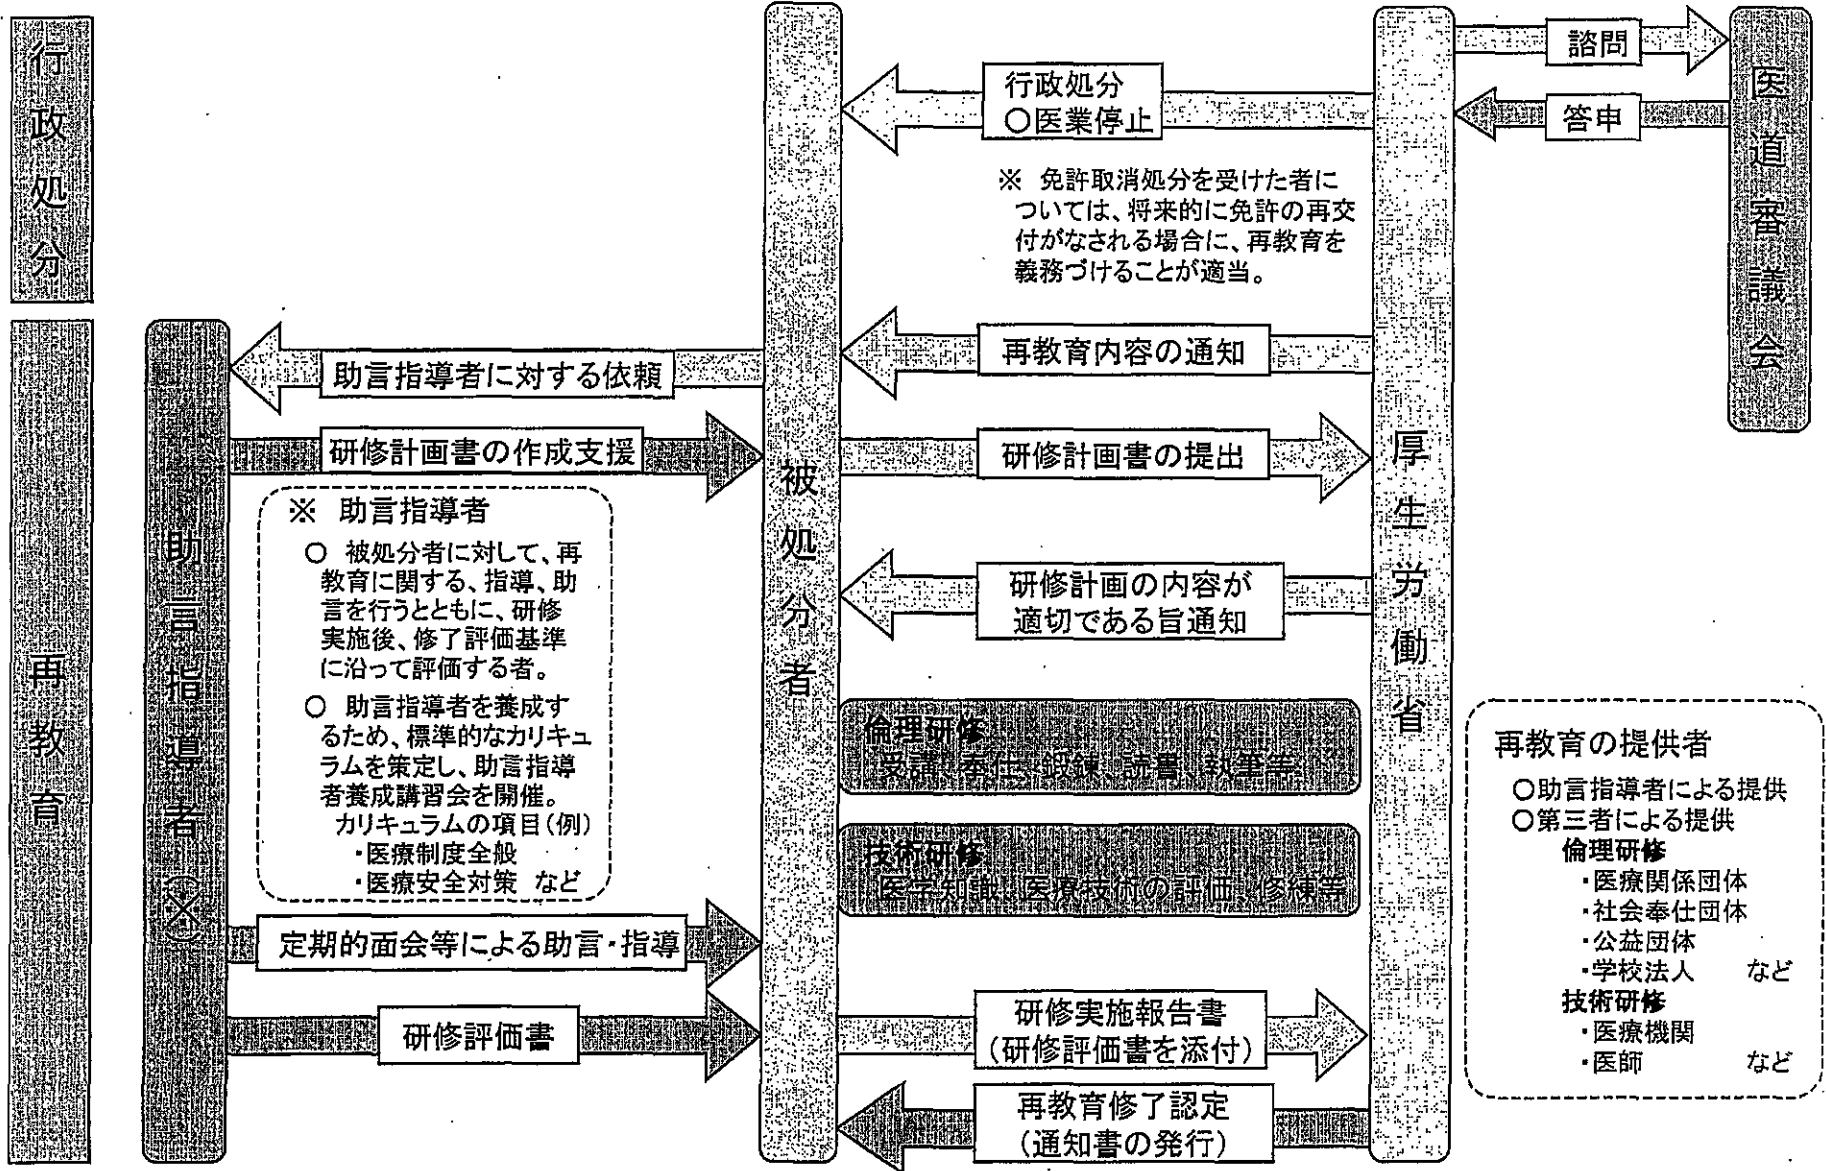 行政処分
再教育
助言指導者(※)
被処分者
厚生労働省
医道審議会
諮問
答申
行政処分
○医業停止
※ 免許取消処分を受けた者に
ついては、将来的に免許の再交
付がなされる場合に、再教育を
義務づけることが適当。
再教育内容の通知
助言指導者に対する依頼
研修計画書の作成支援
研修計画書の提出
※ 助言指導者
○ 被処分者に対して、再
教育に関する、指導、助
言を行うとともに、研修
実施後、修了評価基準
に沿って評価する者。
○ 助言指導者を養成す
るため、標準的なカリキュ
ラムを策定し、助言指導
者養成講習会を開催。
カリキュラムの項目(例)
・医療制度全般
・医療安全対策 など
研修計画の内容が
適切である旨通知
倫理研修
受講、奉仕、鍛錬、読書、執筆等
技術研修
医学知識、医療技術の評価、修練等
定期的面会等による助言・指導
研修評価書
研修実施報告書
(研修評価書を添付)
再教育修了認定
(通知書の発行)
再教育の提供者
○助言指導者による提供
○第三者による提供
倫理研修
・医療関係団体
・社会奉仕団体
・公益団体
・学校法人 など
技術研修
・医療機関
・医師 など